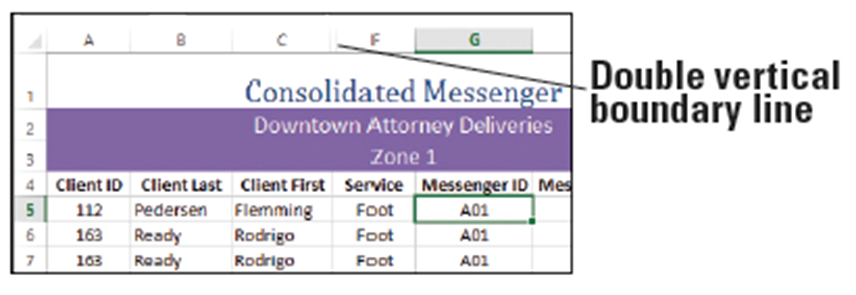 A B C F G
1 Consolidated Messenger
2 Downtown Attorney Deliveries
3 Zone 1
4 Client ID Client Last Client First Service Messenger ID Mes
5 112 Pedersen Flemming Foot A01
6 163 Ready Rodrigo Foot A01
7 163 Ready Rodrigo Foot A01
Double vertical
boundary line